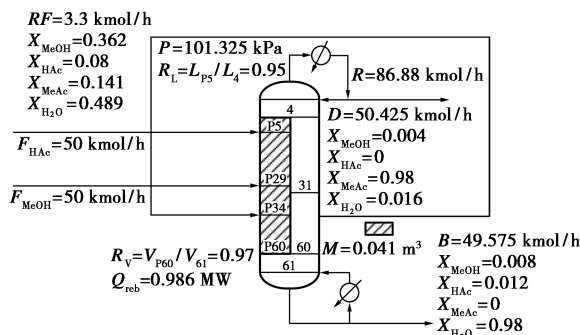 RF=3.3 kmol/h
X_MeOH=0.362
X_HAc=0.08
X_MeAc=0.141
X_H₂O=0.489
P=101.325 kPa
R_L=L_P5/L_4=0.95
R=86.88 kmol/h
4
P5
F_HAc=50 kmol/h
D=50.425 kmol/h
X_MeOH=0.004
X_HAc=0
X_MeAc=0.98
X_H₂O=0.016
P29
31
F_MeOH=50 kmol/h
P34
P60
60
61
M=0.041 m³
R_V=V_P60/V_61=0.97
Q_reb=0.986 MW
B=49.575 kmol/h
X_MeOH=0.008
X_HAc=0.012
X_MeAc=0
X_H₂O=0.98